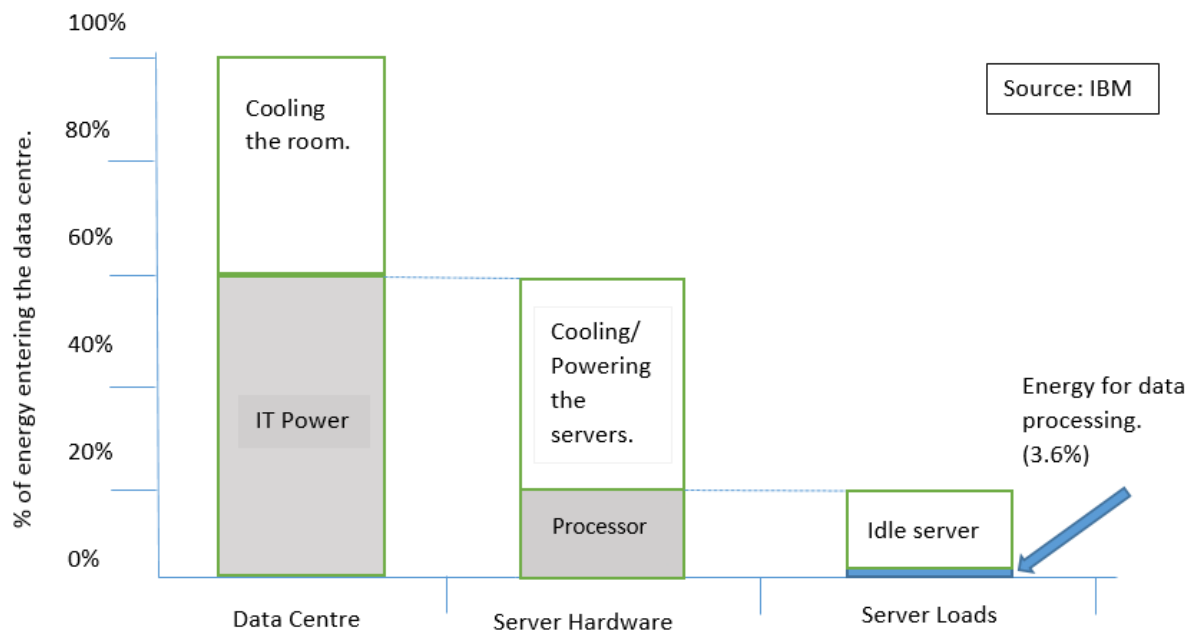 100%
80%
60%
40%
20%
0%
% of energy entering the data centre.
Cooling
the room.
IT Power
Cooling/
Powering
the
servers.
Processor
Idle server
Source: IBM
Energy for data
processing.
(3.6%)
Data Centre
Server Hardware
Server Loads